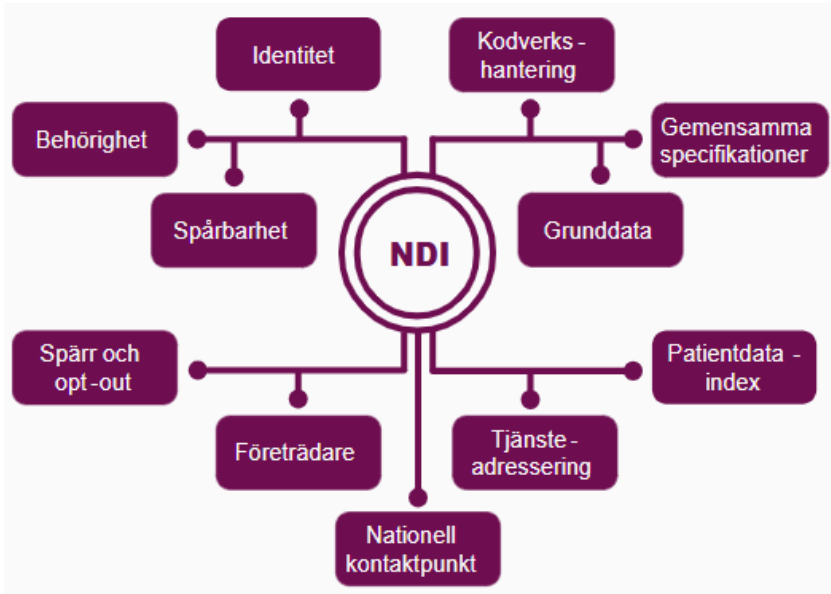 Identitet
Kodverks -
hantering
Behörighet
Gemensamma
specifikationer
Spårbarhet
Grunddata
NDI
Spärr och
opt -out
Patientdata -
index
Företrädare
Tjänste -
adressering
Nationell
kontaktpunkt